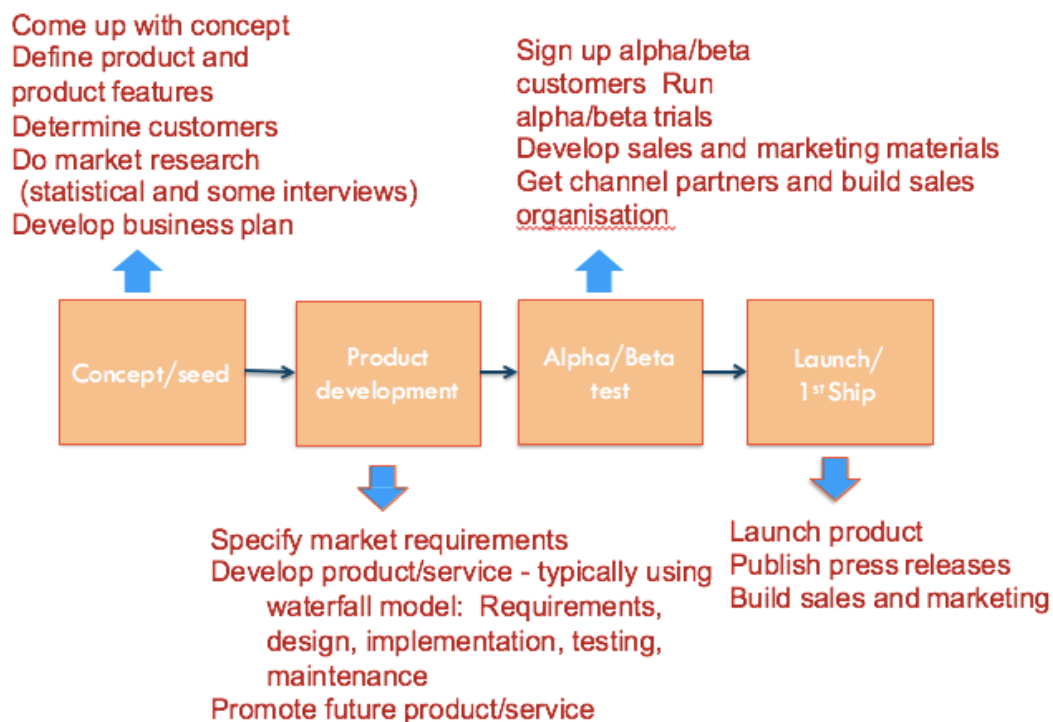 Come up with concept
Define product and
product features
Determine customers
Do market research
(statistical and some interviews)
Develop business plan
Sign up alpha/beta
customers Run
alpha/beta trials
Develop sales and marketing materials
Get channel partners and build sales
organisation
Concept/seed
Product
development
Alpha/Beta
test
Launch/
1st Ship
Specify market requirements
Develop product/service - typically using
waterfall model: Requirements,
design, implementation, testing,
maintenance
Promote future product/service
Launch product
Publish press releases
Build sales and marketing